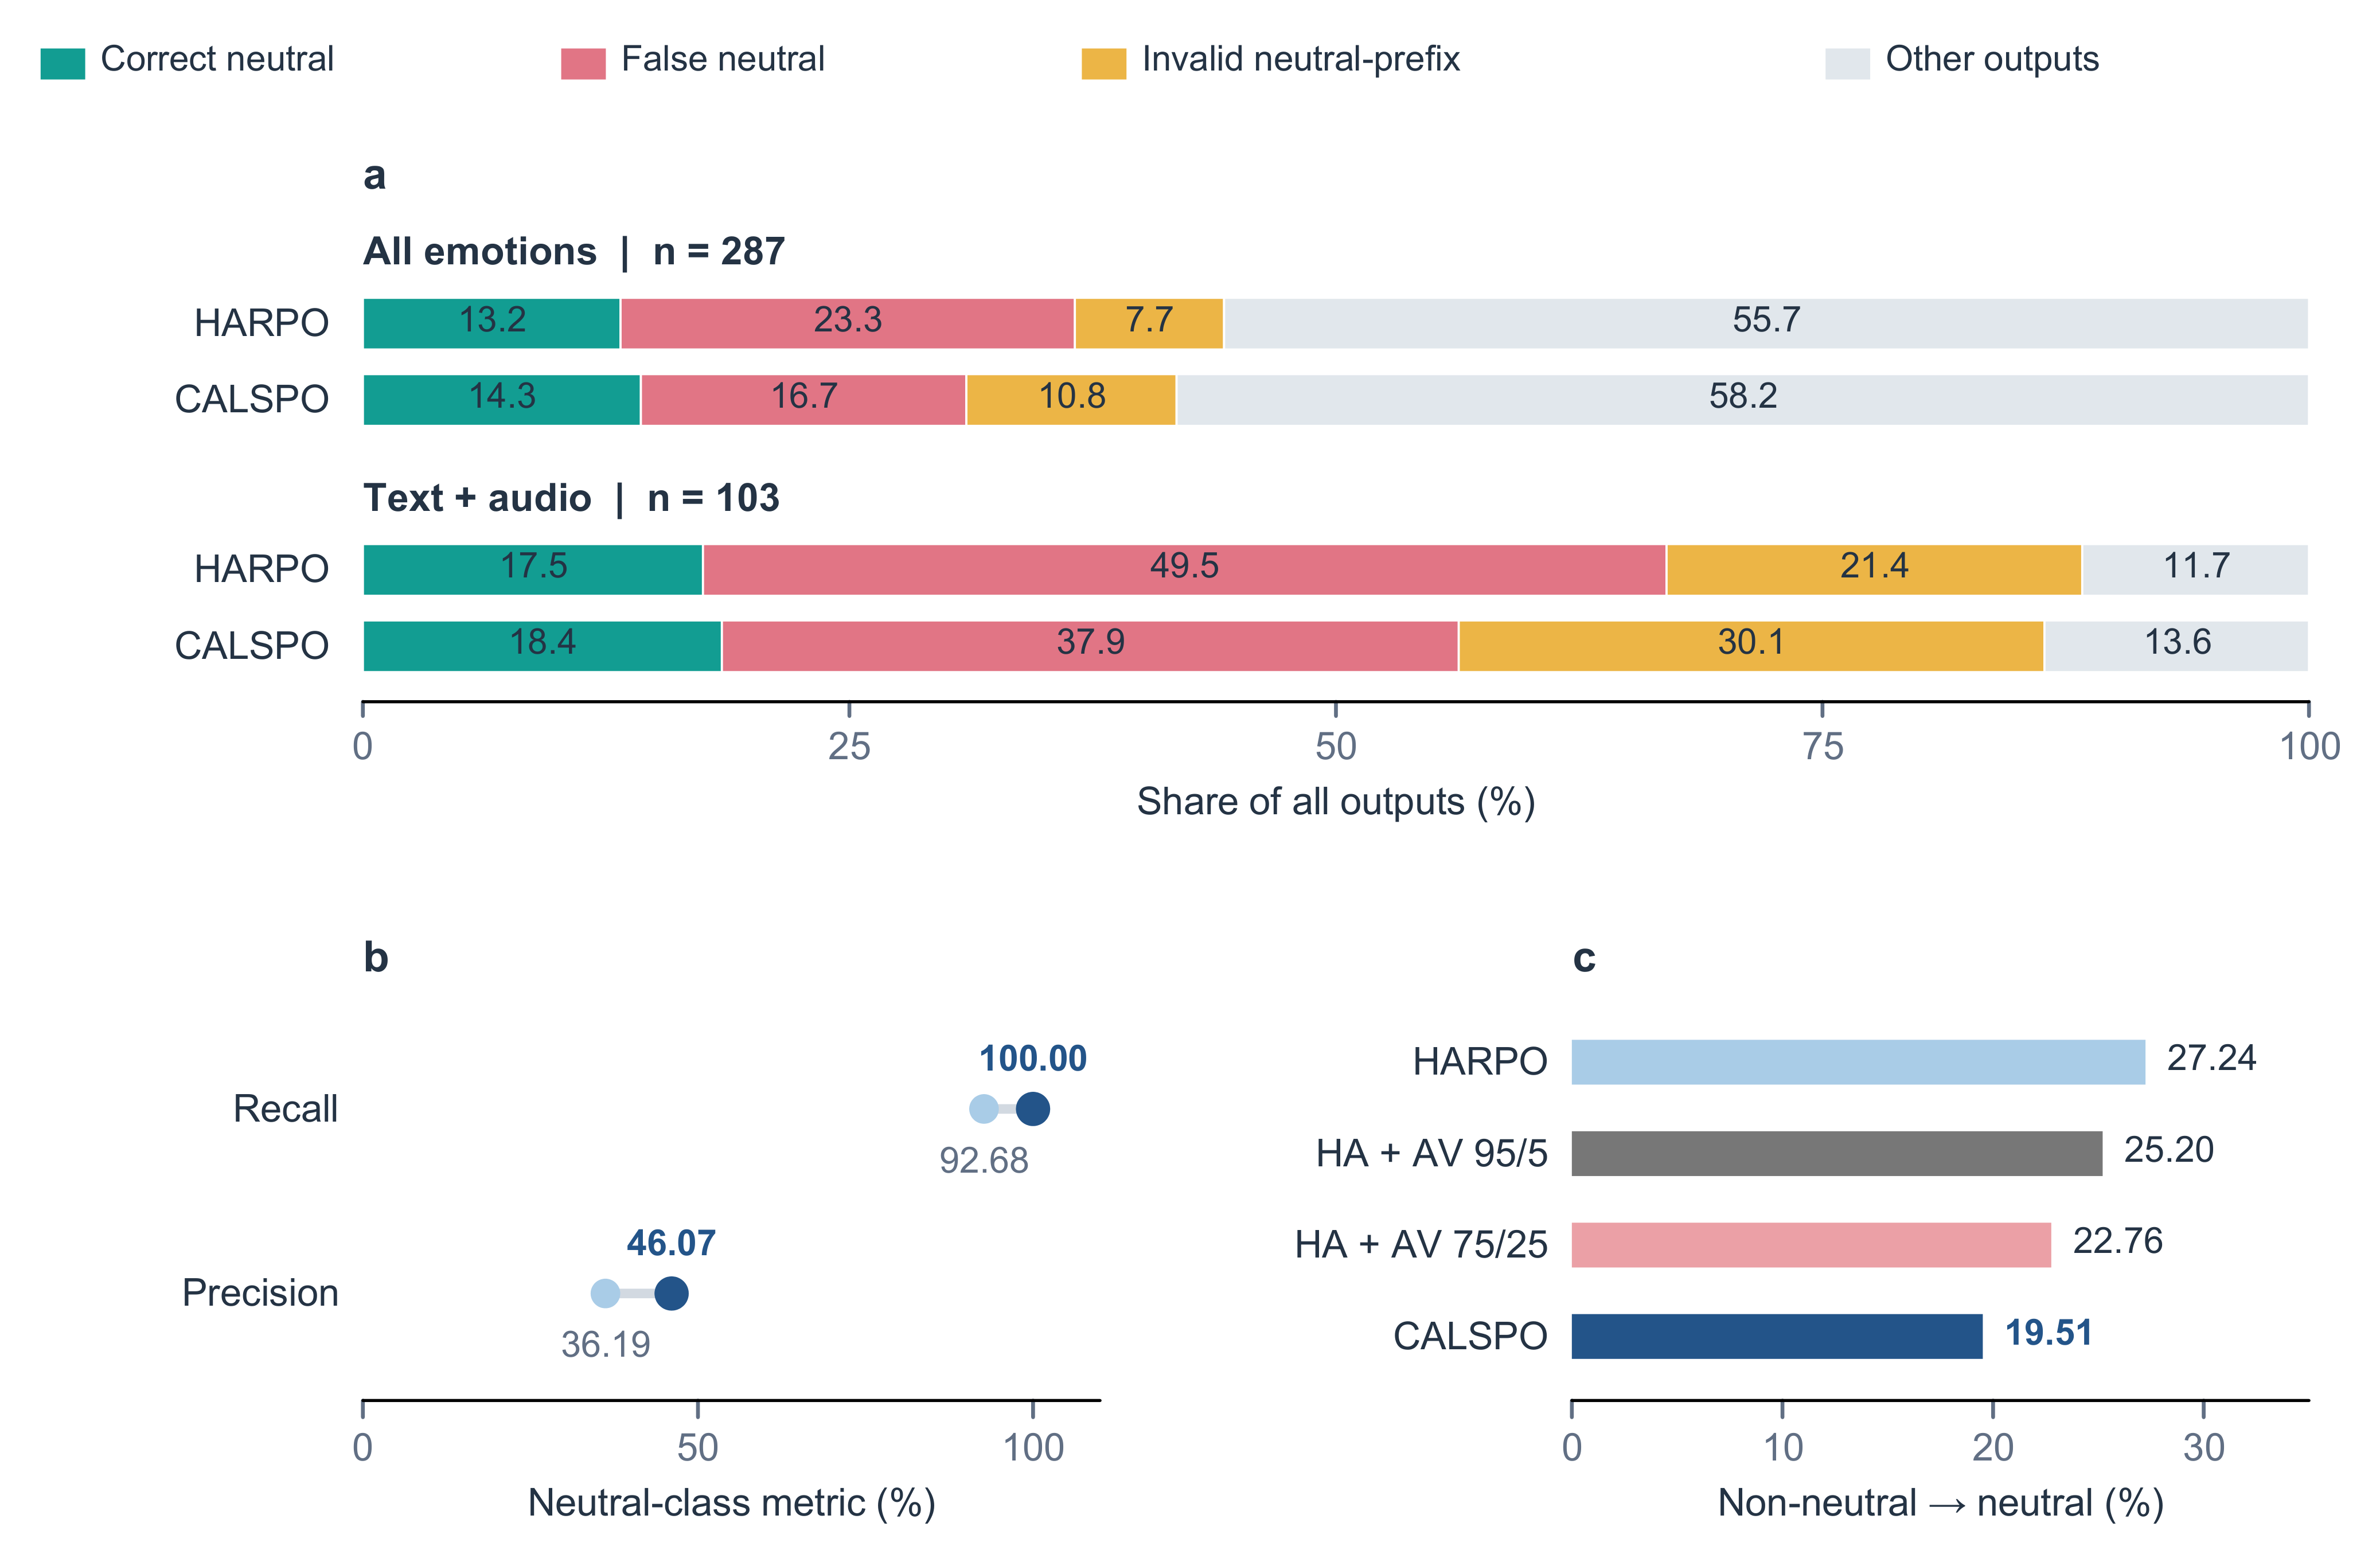 Correct neutral False neutral Invalid neutral-prefix Other outputs
a
All emotions | n = 287
HARPO 13.2 23.3 7.7 55.7
CALSPO 14.3 16.7 10.8 58.2
Text + audio | n = 103
HARPO 17.5 49.5 21.4 11.7
CALSPO 18.4 37.9 30.1 13.6
0 25 50 75 100
Share of all outputs (%)
b
100.00
Recall
92.68
46.07
Precision
36.19
0 50 100
Neutral-class metric (%)
c
HARPO 27.24
HA + AV 95/5 25.20
HA + AV 75/25 22.76
CALSPO 19.51
0 10 20 30
Non-neutral → neutral (%)